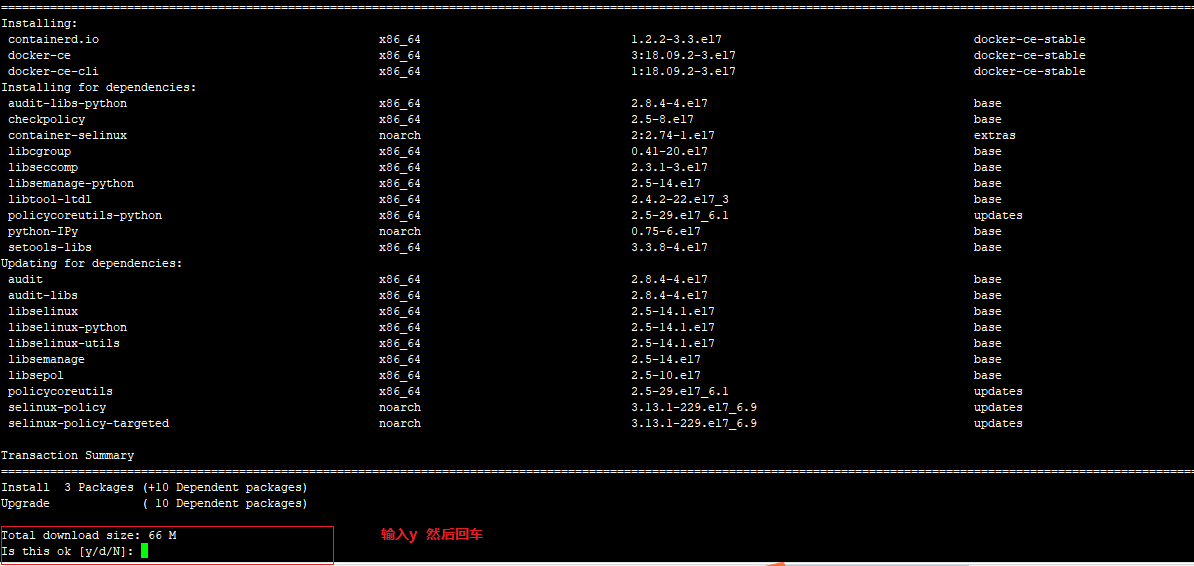 Installing:
containerd.io x86_64 1.2.2-3.3.el7 docker-ce-stable
docker-ce x86_64 3:18.09.2-3.el7 docker-ce-stable
docker-ce-cli x86_64 1:18.09.2-3.el7 docker-ce-stable
Installing for dependencies:
audit-libs-python x86_64 2.8.4-4.el7 base
checkpolicy x86_64 2.5-8.el7 base
container-selinux noarch 2:2.74-1.el7 extras
libcgroup x86_64 0.41-20.el7 base
libseccomp x86_64 2.3.1-3.el7 base
libsemanage-python x86_64 2.5-14.el7 base
libtool-ltdl x86_64 2.4.2-22.el7_3 base
policycoreutils-python x86_64 2.5-29.el7_6.1 updates
python-IPy noarch 0.75-6.el7 base
setools-libs x86_64 3.3.8-4.el7 base
Updating for dependencies:
audit x86_64 2.8.4-4.el7 base
audit-libs x86_64 2.8.4-4.el7 base
libselinux x86_64 2.5-14.1.el7 base
libselinux-python x86_64 2.5-14.1.el7 base
libselinux-utils x86_64 2.5-14.1.el7 base
libsemanage x86_64 2.5-14.el7 base
libsepol x86_64 2.5-10.el7 base
policycoreutils x86_64 2.5-29.el7_6.1 updates
selinux-policy noarch 3.13.1-229.el7_6.9 updates
selinux-policy-targeted noarch 3.13.1-229.el7_6.9 updates
Transaction Summary
Install 3 Packages (+10 Dependent packages)
Upgrade ( 10 Dependent packages)
Total download size: 66 M 输入y 然后回车
Is this ok [y/d/N]: